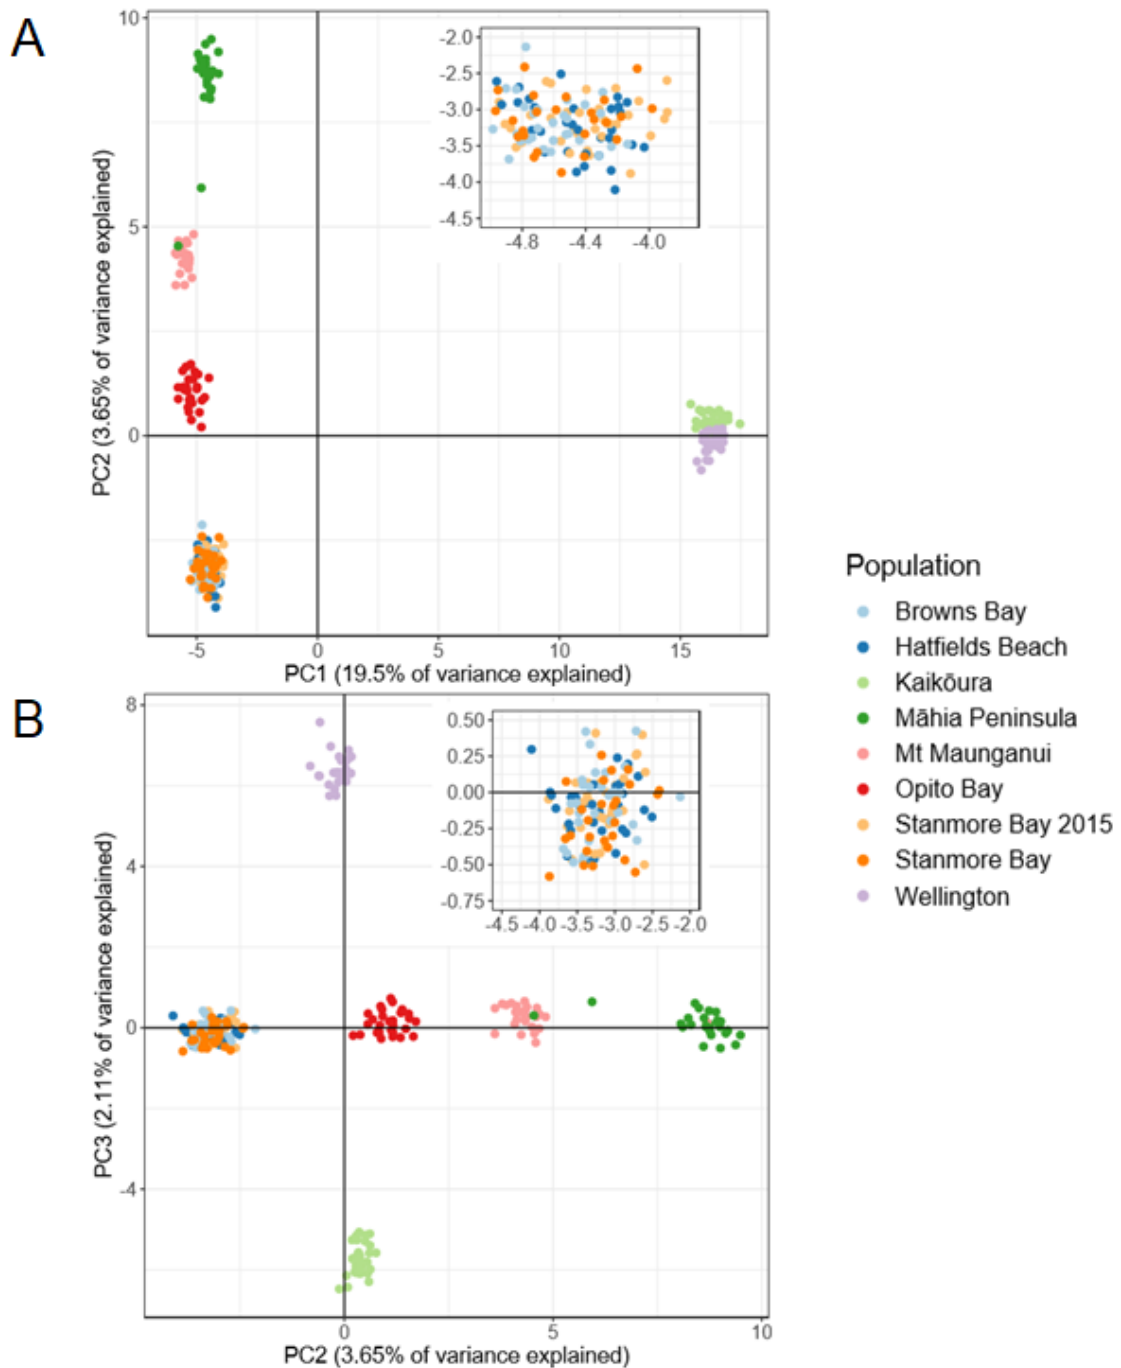 A
10
5
0
PC2 (3.65% of variance explained)
-2.0
-2.5
-3.0
-3.5
-4.0
-4.5
-4.8 -4.4 -4.0
-5 0 5 10 15
PC1 (19.5% of variance explained)
Population
Browns Bay
Hatfields Beach
Kaikōura
Māhia Peninsula
Mt Maunganui
Opito Bay
Stanmore Bay 2015
Stanmore Bay
Wellington
B
8
4
0
-4
PC3 (2.11% of variance explained)
0.50
0.25
0.00
-0.25
-0.50
-0.75
-4.5 -4.0 -3.5 -3.0 -2.5 -2.0
0 5 10
PC2 (3.65% of variance explained)